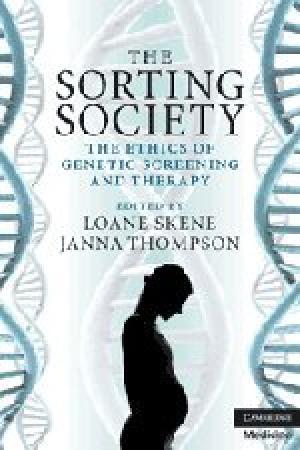 THE
SORTING
SOCIETY
THE ETHICS OF
GENETIC SCREENING
AND THERAPY
EDITED BY
LOANE SKENE
JANNA THOMPSON
CAMBRIDGE
Medicine